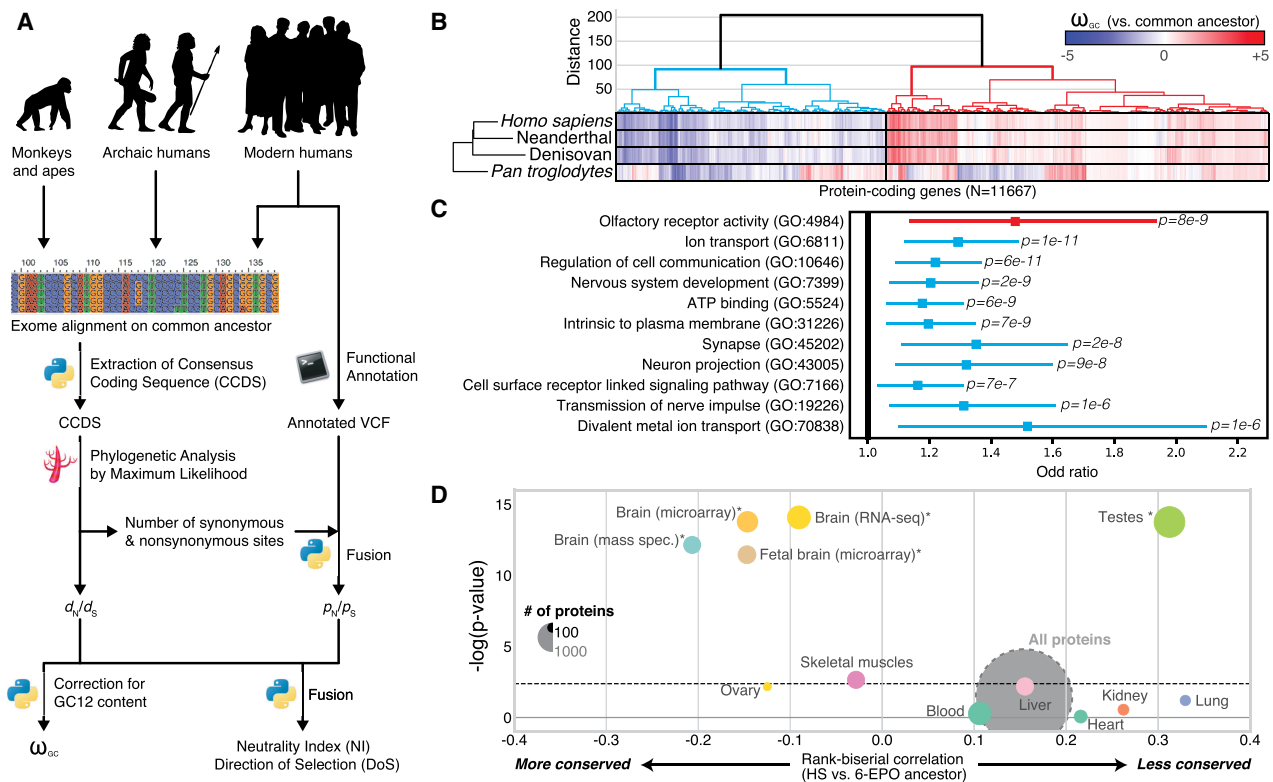 A
Monkeys
and apes
Archaic humans
Modern humans
100 105 110 115 120 125 130 135
Exome alignment on common ancestor
Extraction of Consensus
Coding Sequence (CCDS)
Functional
Annotation
CCDS
Annotated VCF
Phylogenetic Analysis
by Maximum Likelihood
Number of synonymous
& nonsynonymous sites
Fusion
dN/dS
pN/pS
Correction for
GC12 content
Fusion
ωGC
Neutrality Index (NI)
Direction of Selection (DoS)
B
Distance
200
150
100
50
ωGC (vs. common ancestor)
-5 0 +5
Homo sapiens
Neanderthal
Denisovan
Pan troglodytes
Protein-coding genes (N=11667)
C
Olfactory receptor activity (GO:4984) p=8e-9
Ion transport (GO:6811) p=1e-11
Regulation of cell communication (GO:10646) p=6e-11
Nervous system development (GO:7399) p=2e-9
ATP binding (GO:5524) p=6e-9
Intrinsic to plasma membrane (GO:31226) p=7e-9
Synapse (GO:45202) p=2e-8
Neuron projection (GO:43005) p=9e-8
Cell surface receptor linked signaling pathway (GO:7166) p=7e-7
Transmission of nerve impulse (GO:19226) p=1e-6
Divalent metal ion transport (GO:70838) p=1e-6
1.0 1.2 1.4 1.6 1.8 2.0 2.2
Odd ratio
D
-log(p-value)
15
10
5
0
Brain (microarray)*
Brain (RNA-seq)*
Testes *
Brain (mass spec.)*
Fetal brain (microarray)*
# of proteins
100
1000
All proteins
Skeletal muscles
Ovary
Liver
Kidney
Lung
Blood
Heart
-0.4 -0.3 -0.2 -0.1 0.0 0.1 0.2 0.3 0.4
More conserved
Rank-biserial correlation
(HS vs. 6-EPO ancestor)
Less conserved